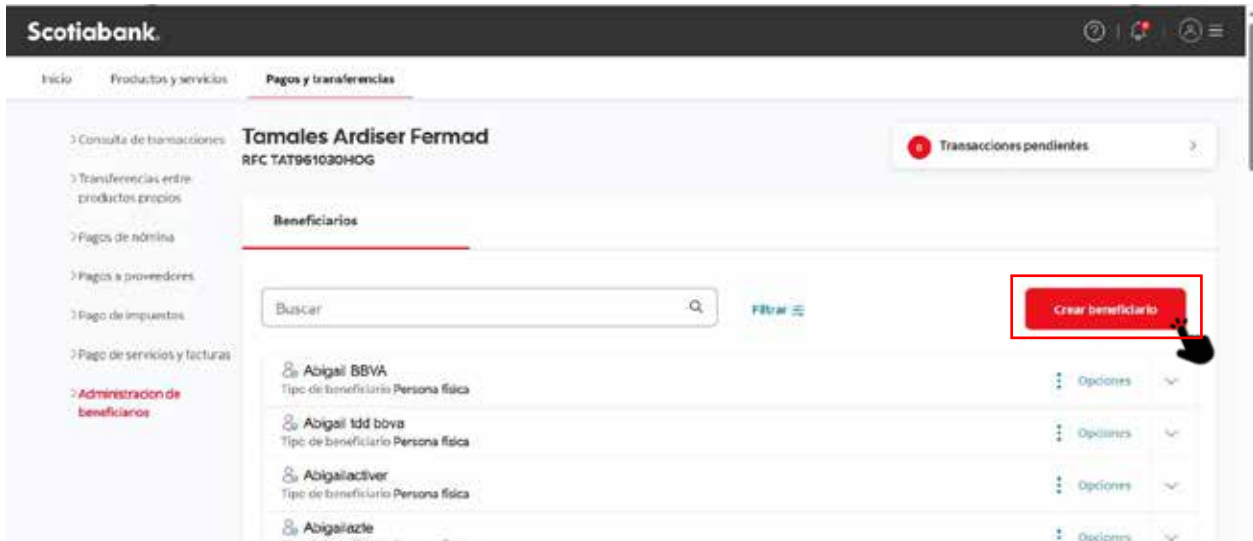 Scotiabank.
Inicio Productos y servicios Pagos y transferencias
Consulta de transacciones
Transferencias entre
productos propios
Pagos de nómina
Pagos a proveedores
Pago de impuestos
Pago de servicios y facturas
Administracion de
beneficiarios
Tamales Ardiser Fermad
RFC TAT961030HOG
Transacciones pendientes
Beneficiarios
Buscar
Filtrar
Crear beneficiario
Abigail BBVA
Tipo de beneficiario Persona física
Opciones
Abigail tdd bbva
Tipo de beneficiario Persona física
Opciones
Abigailactiver
Tipo de beneficiario Persona física
Opciones
Abigailazte
Opciones